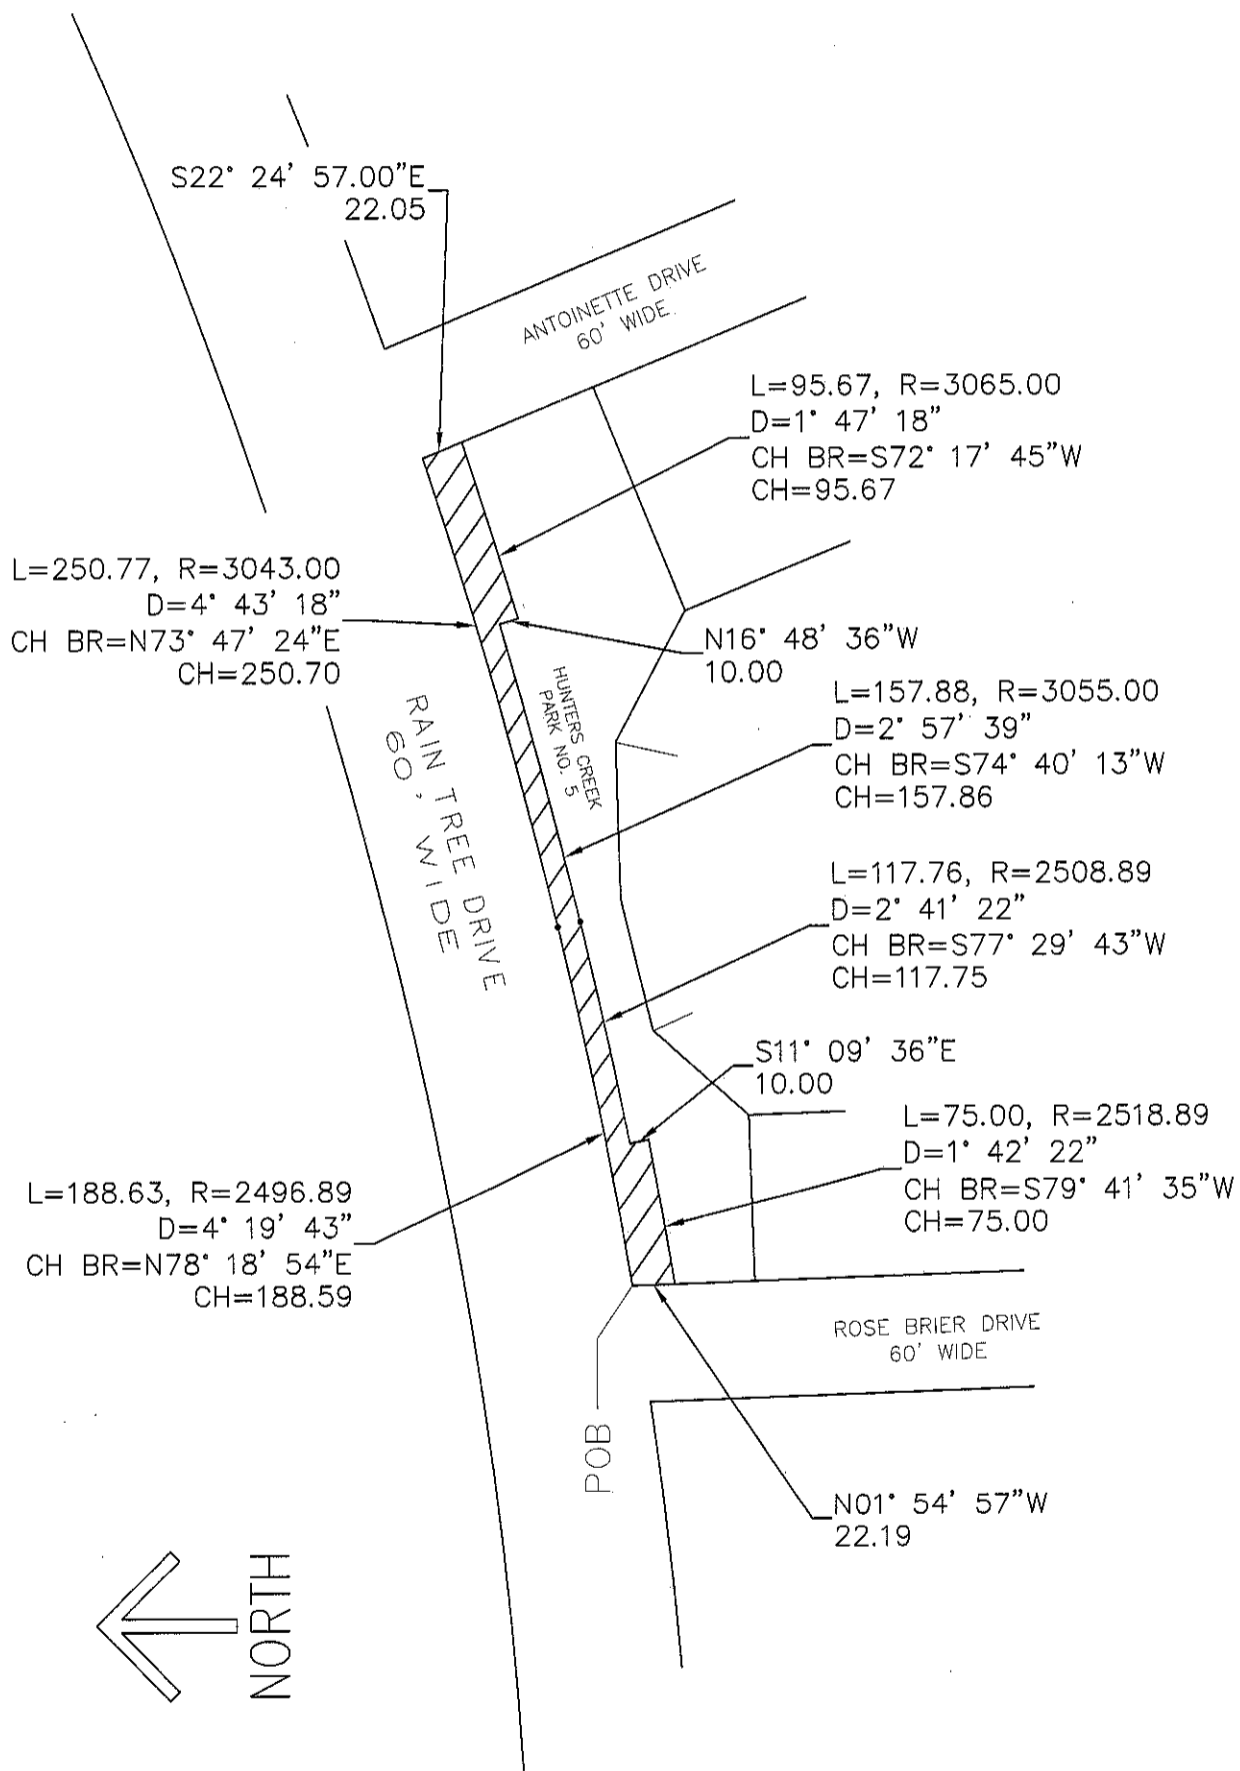 S22° 24' 57.00"E
22.05
ANTOINETTE DRIVE
60' WIDE
L=95.67, R=3065.00
D=1° 47' 18"
CH BR=S72° 17' 45"W
CH=95.67
L=250.77, R=3043.00
D=4° 43' 18"
CH BR=N73° 47' 24"E
CH=250.70
N16° 48' 36"W
10.00
HUNTERS CREEK
PARK NO. 5
RAIN TREE DRIVE
60' WIDE
L=157.88, R=3055.00
D=2° 57' 39"
CH BR=S74° 40' 13"W
CH=157.86
L=117.76, R=2508.89
D=2° 41' 22"
CH BR=S77° 29' 43"W
CH=117.75
S11° 09' 36"E
10.00
L=75.00, R=2518.89
D=1° 42' 22"
CH BR=S79° 41' 35"W
CH=75.00
L=188.63, R=2496.89
D=4° 19' 43"
CH BR=N78° 18' 54"E
CH=188.59
ROSE BRIER DRIVE
60' WIDE
POB
N01° 54' 57"W
22.19
NORTH